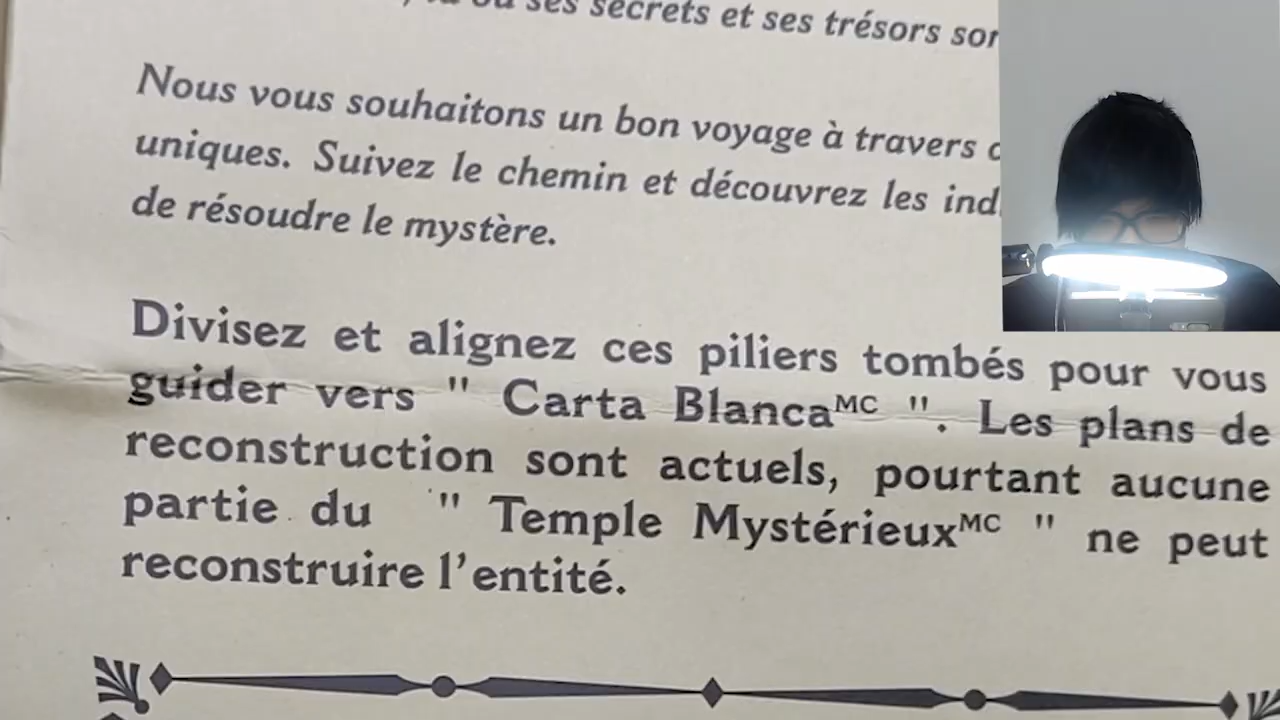 ses secrets et ses trésors
Nous vous souhaitons un bon voyage à travers
uniques. Suivez le chemin et découvrez les
de résoudre le mystère.
Divisez et alignez ces piliers tombés pour vous
guider vers " Carta Blancaᴹᶜ ". Les plans de
reconstruction sont actuels, pourtant aucune
partie du " Temple Mystérieuxᴹᶜ " ne peut
reconstruire l'entité.